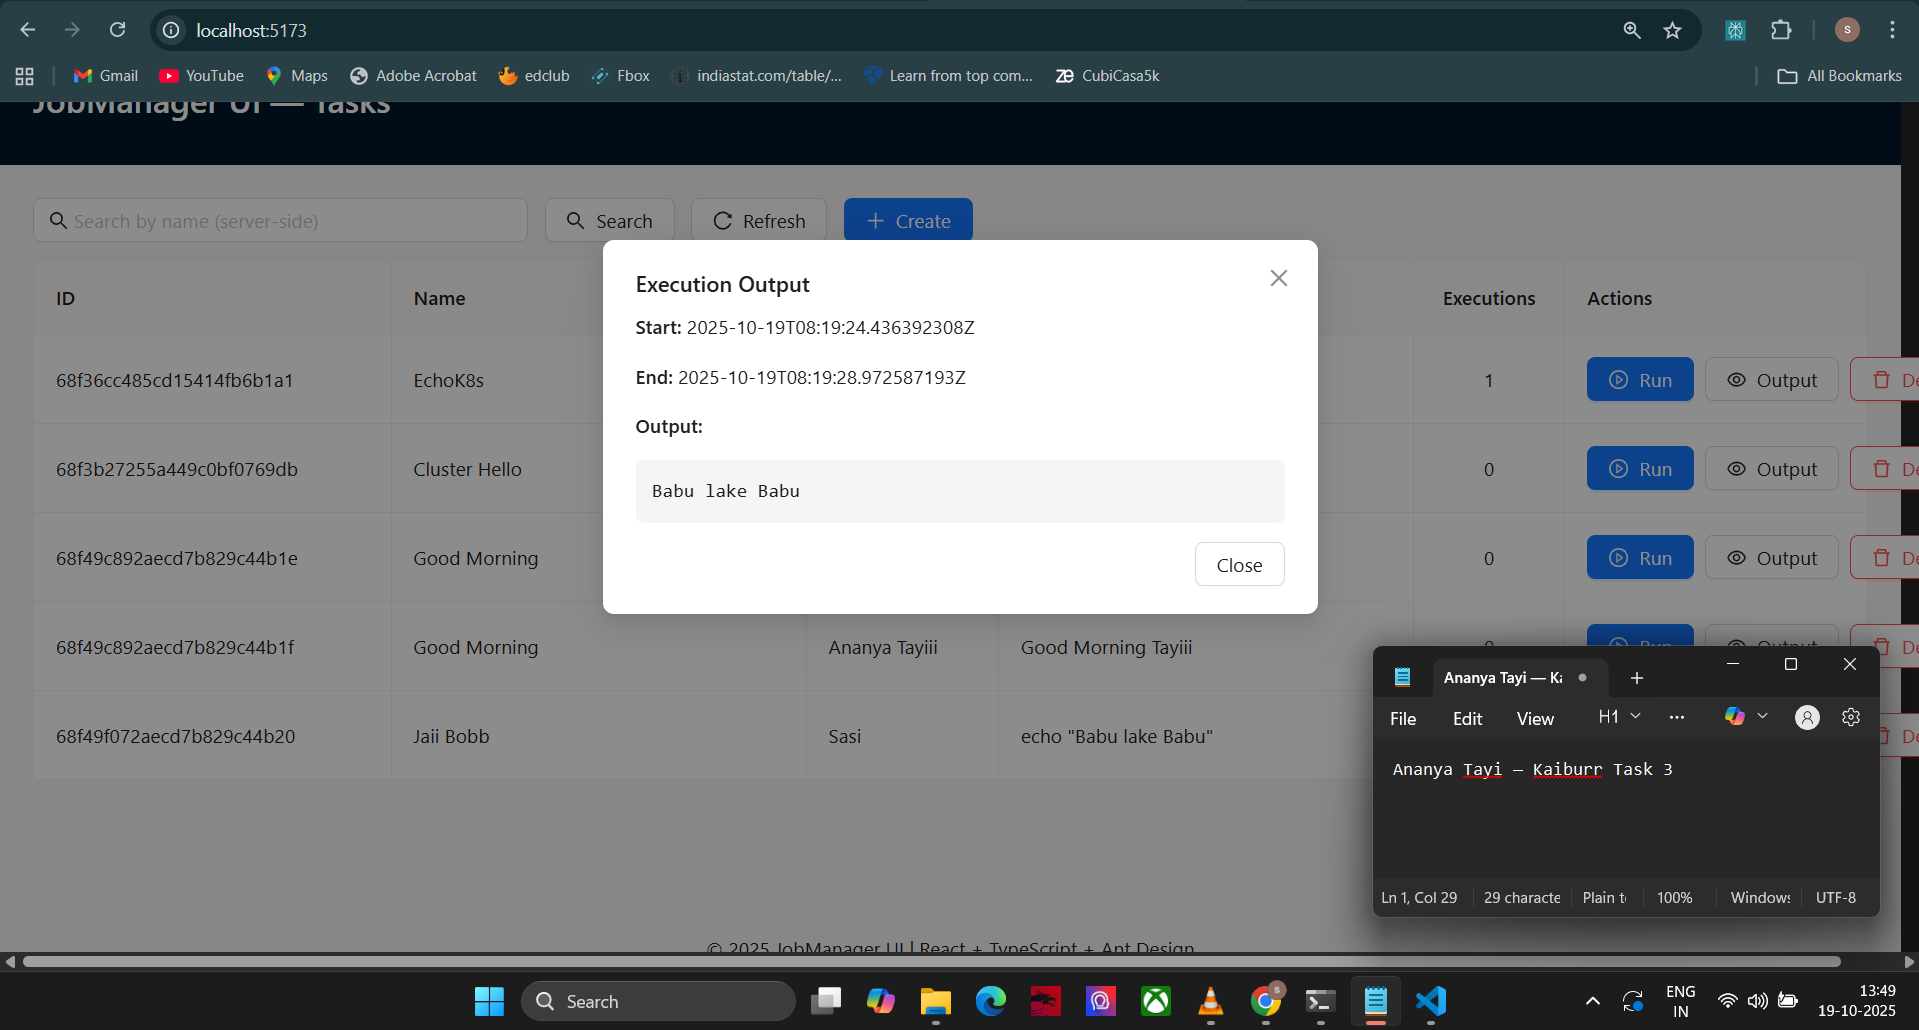 localhost:5173
S
Gmail YouTube Maps Adobe Acrobat edclub Fbox indiastat.com/table/... Learn from top com... CubiCasa5k All Bookmarks
JobManager UI — Tasks
Search by name (server-side) Search Refresh + Create
ID Name Executions Actions
68f36cc485cd15414fb6b1a1 EchoK8s 1 Run Output De
68f3b27255a449c0bf0769db Cluster Hello 0 Run Output De
68f49c892aecd7b829c44b1e Good Morning 0 Run Output De
68f49c892aecd7b829c44b1f Good Morning Ananya Tayiii Good Morning Tayiii 0 Run Output De
68f49f072aecd7b829c44b20 Jaii Bobb Sasi echo "Babu lake Babu" De
Execution Output
Start: 2025-10-19T08:19:24.436392308Z
End: 2025-10-19T08:19:28.972587193Z
Output:
Babu lake Babu
Close
Ananya Tayi — Ka
File Edit View H1
Ananya Tayi — Kaiburr Task 3
Ln 1, Col 29 29 characte Plain t 100% Windows UTF-8
© 2025 JobManager UI | React + TypeScript + Ant Design
Search
ENG
IN
13:49
19-10-2025